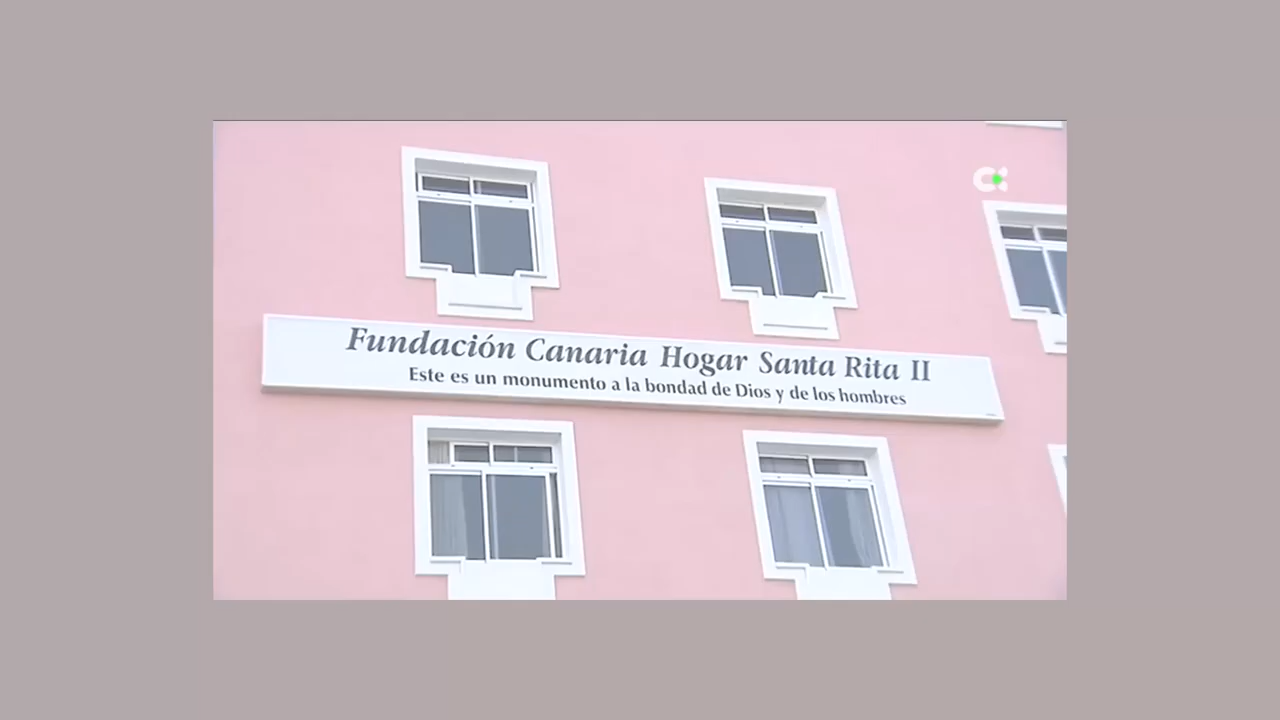 Fundación Canaria Hogar Santa Rita II
Este es un monumento a la bondad de Dios y de los hombres